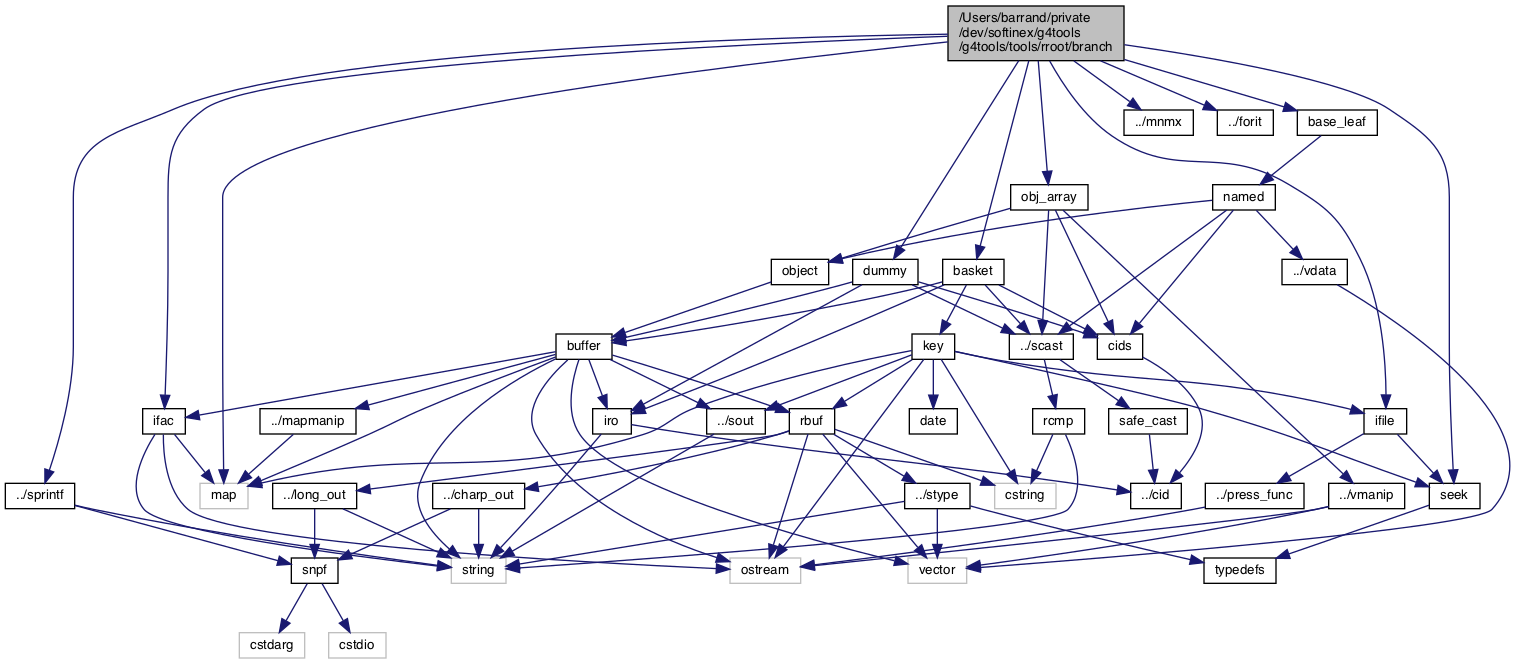 /Users/barrand/private
/dev/softinex/g4tools
/g4tools/tools/rroot/branch
../mnmx
../forit
base_leaf
obj_array
named
object
dummy
basket
../vdata
buffer
key
../scast
cids
ifac
../mapmanip
iro
../sout
rbuf
date
rcmp
safe_cast
ifile
../sprintf
map
../long_out
../charp_out
../stype
cstring
../cid
../press_func
../vmanip
seek
snpf
string
ostream
vector
typedefs
cstdarg
cstdio